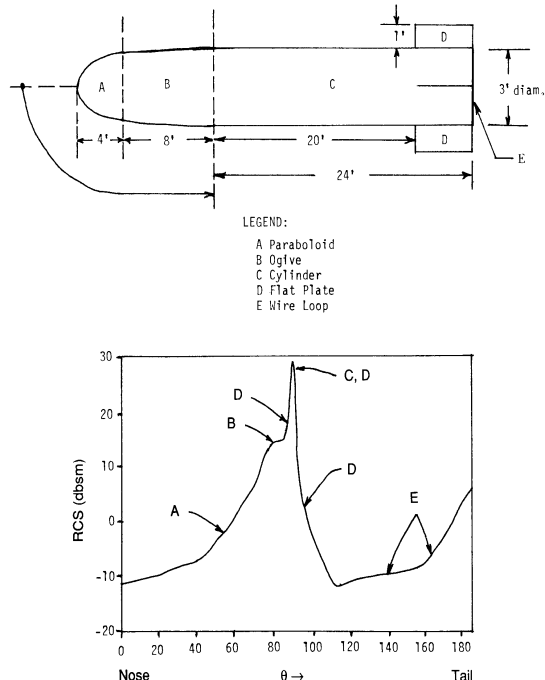 D
1'
A
B
C
3' diam.
4'
8'
20'
D
E
24'
LEGEND:
A Paraboloid
B Ogive
C Cylinder
D Flat Plate
E Wire Loop
30
C, D
D
20
B
10
D
RCS (dbsm)
A
E
0
-10
-20
0 20 40 60 80 100 120 140 160 180
Nose θ→ Tail